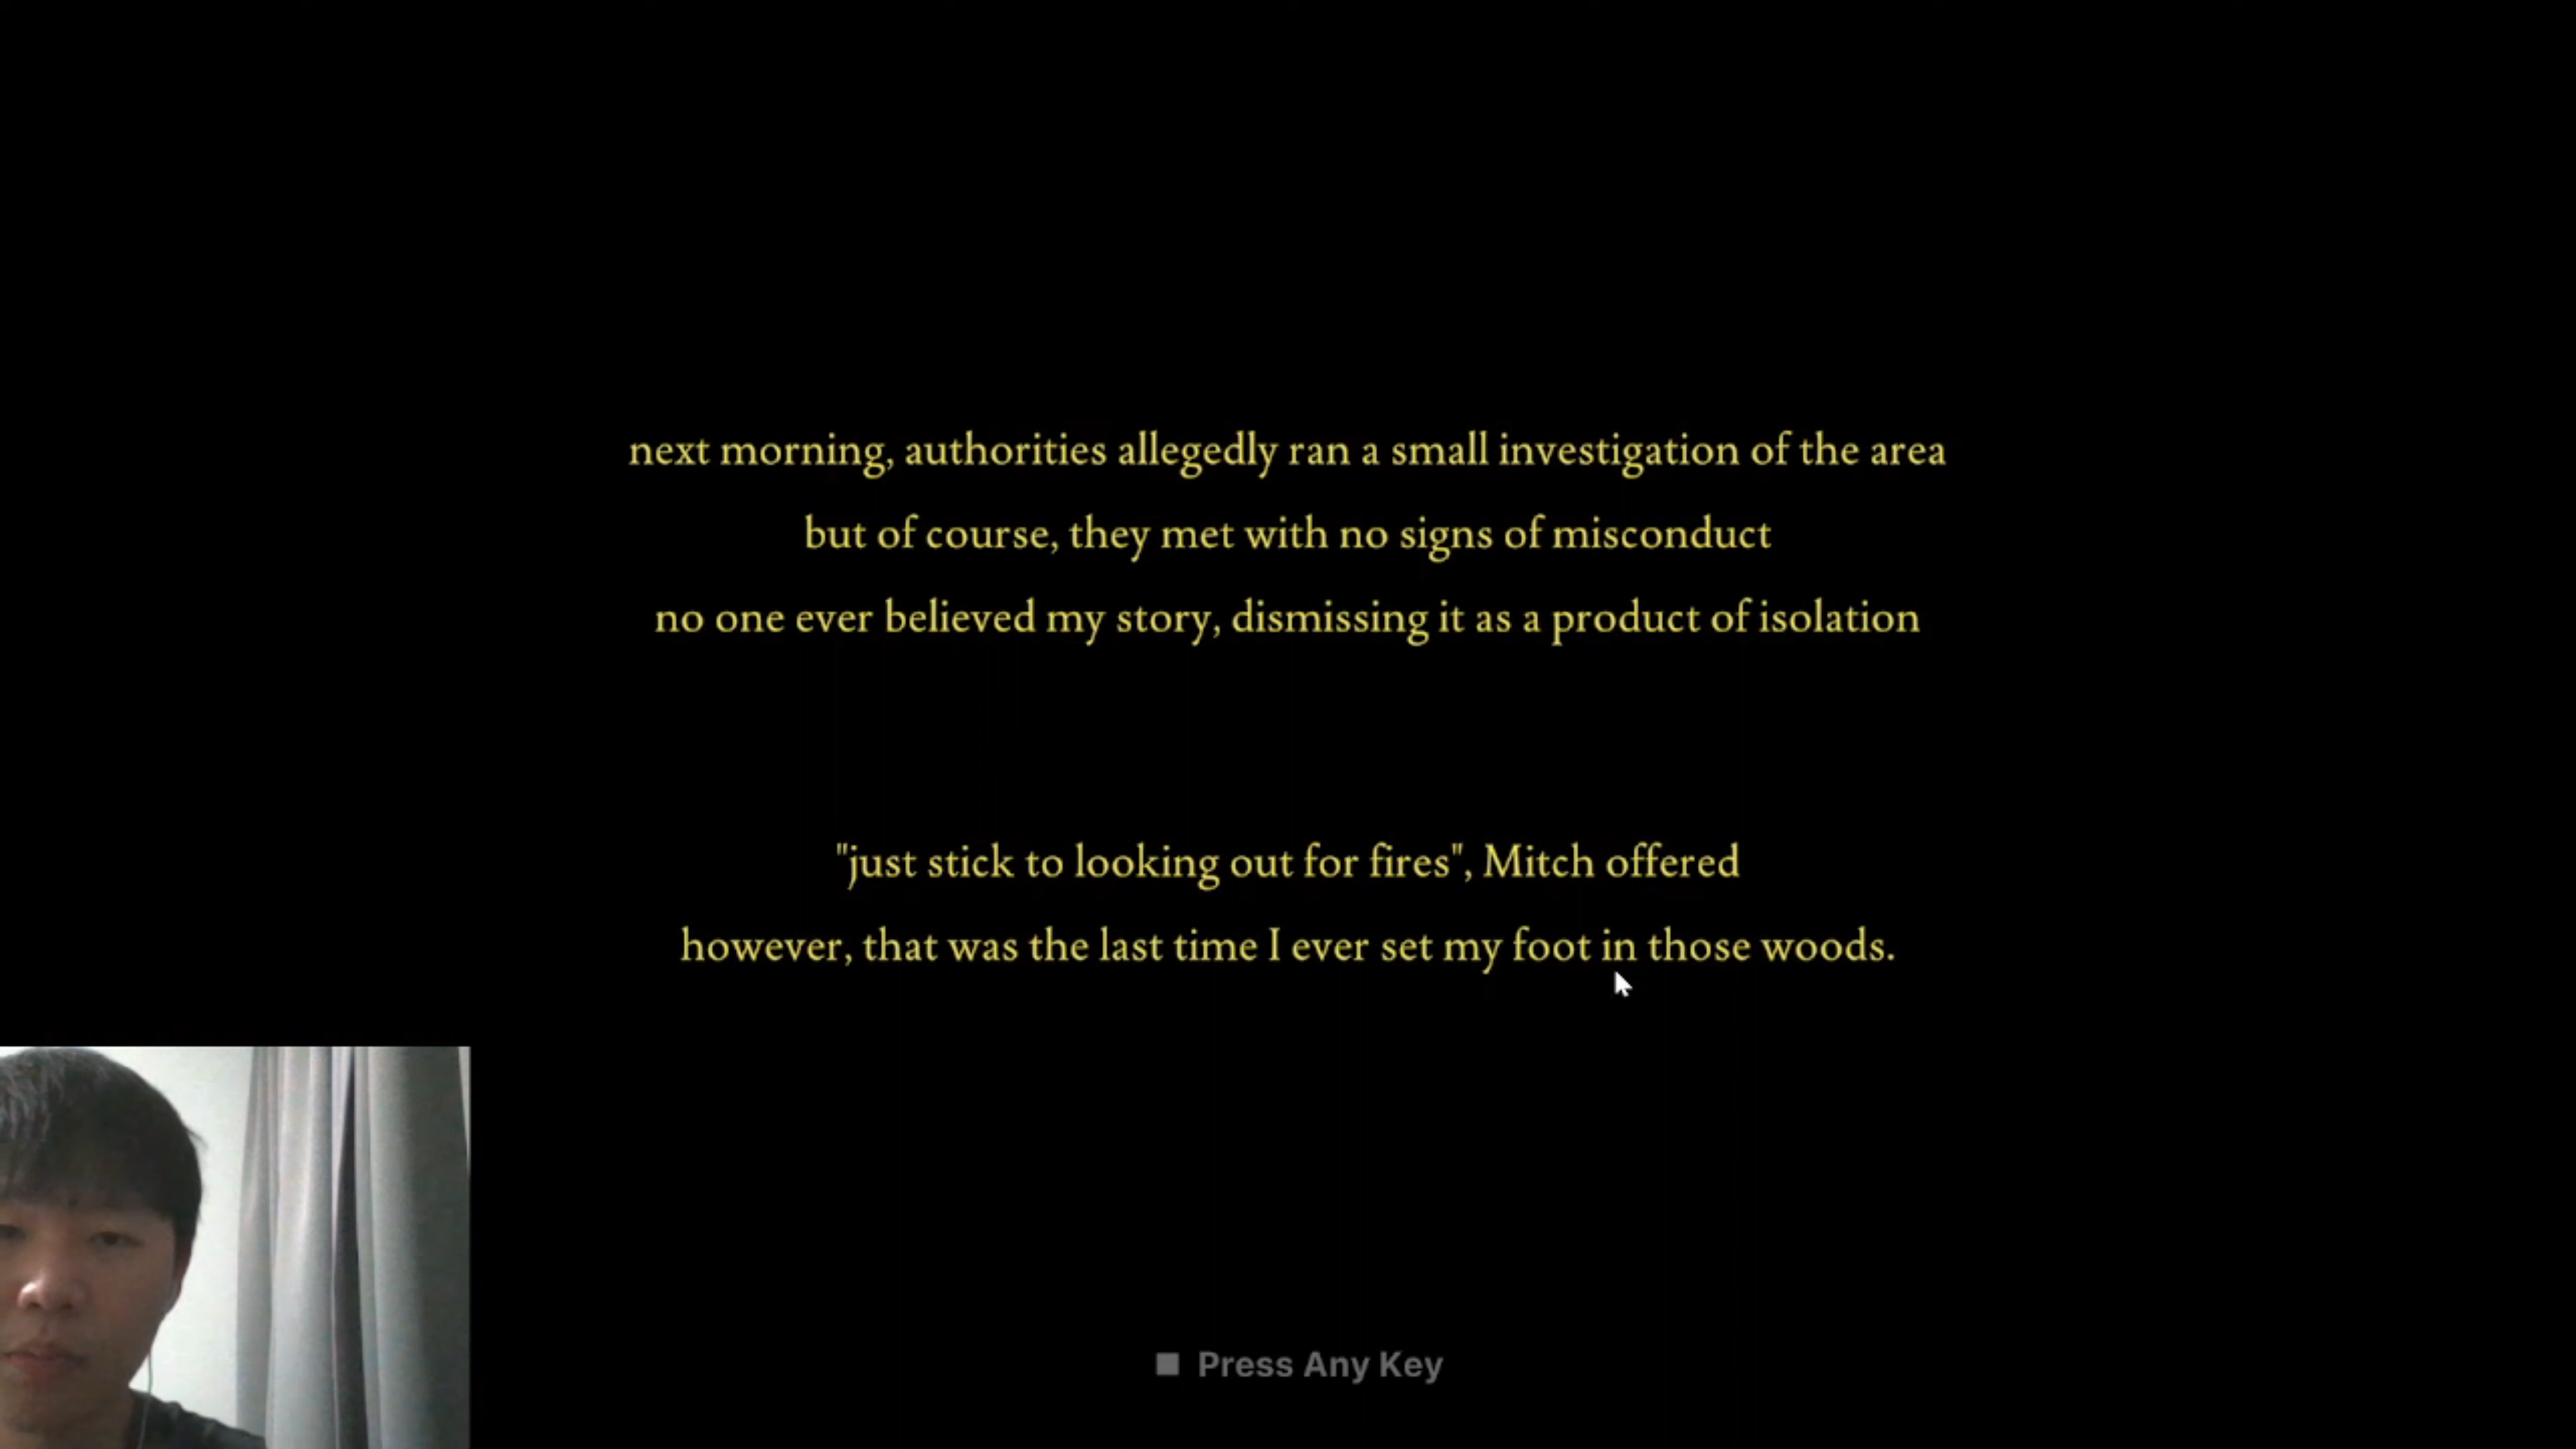 next morning, authorities allegedly ran a small investigation of the area
but of course, they met with no signs of misconduct
no one ever believed my story, dismissing it as a product of isolation
"just stick to looking out for fires", Mitch offered
however, that was the last time I ever set my foot in those woods.
Press Any Key